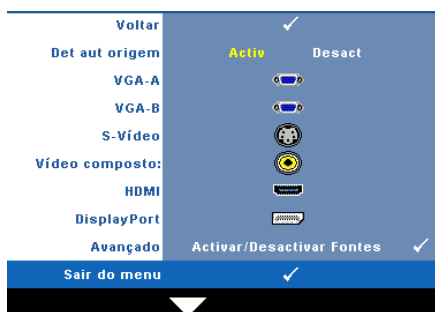 Voltar
Det aut origem Activ Desact
VGA-A
VGA-B
S-Vídeo
Vídeo composto:
HDMI
DisplayPort
Avançado Activar/Desactivar Fontes
Sair do menu